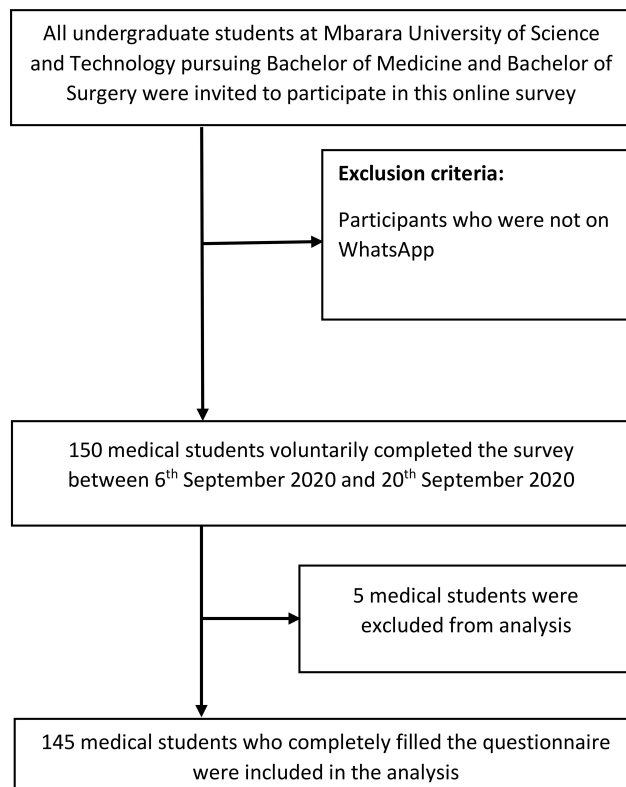 All undergraduate students at Mbarara University of Science
and Technology pursuing Bachelor of Medicine and Bachelor of
Surgery were invited to participate in this online survey
Exclusion criteria:
Participants who were not on
WhatsApp
150 medical students voluntarily completed the survey
between 6th September 2020 and 20th September 2020
5 medical students were
excluded from analysis
145 medical students who completely filled the questionnaire
were included in the analysis